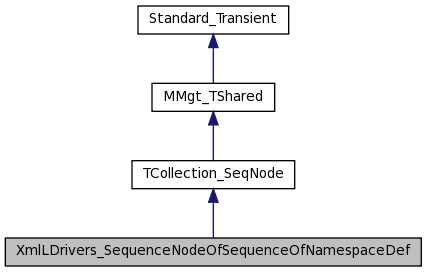 Standard_Transient
MMgt_TShared
TCollection_SeqNode
XmlLDrivers_SequenceNodeOfSequenceOfNamespaceDef